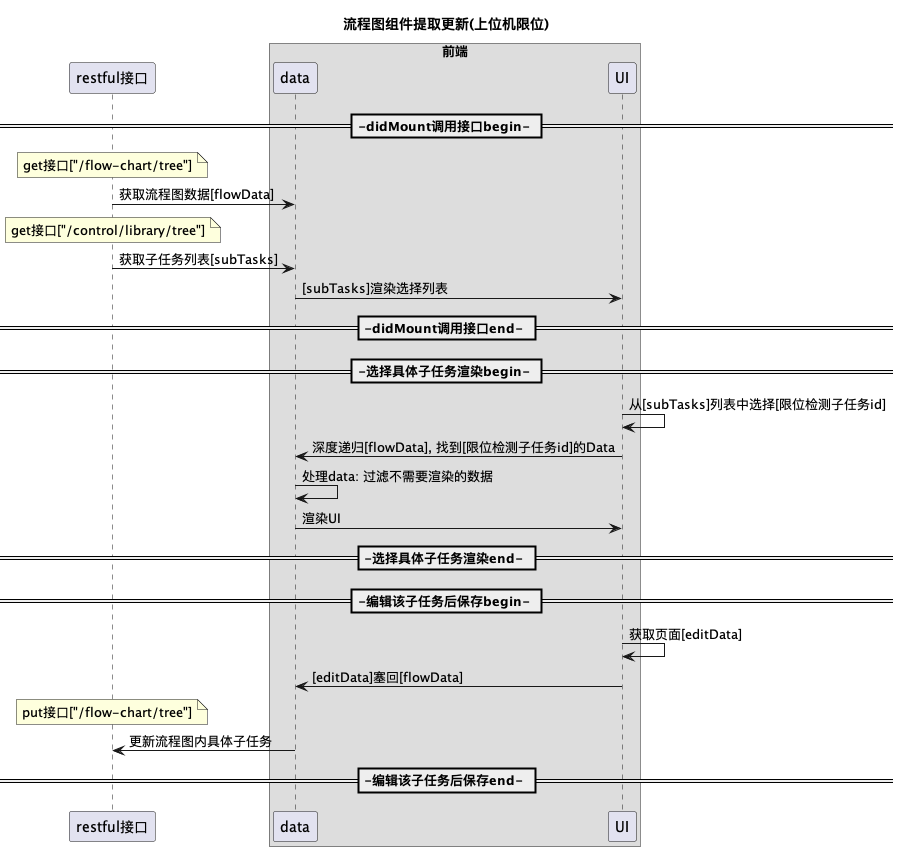 流程图组件提取更新(上位机限位)
前端
restful接口
data
UI
-didMount调用接口begin-
get接口["/flow-chart/tree"]
获取流程图数据[flowData]
get接口["/control/library/tree"]
获取子任务列表[subTasks]
[subTasks]渲染选择列表
-didMount调用接口end-
-选择具体子任务渲染begin-
从[subTasks]列表中选择[限位检测子任务id]
深度递归[flowData], 找到[限位检测子任务id]的Data
处理data: 过滤不需要渲染的数据
渲染UI
-选择具体子任务渲染end-
-编辑该子任务后保存begin-
获取页面[editData]
[editData]塞回[flowData]
put接口["/flow-chart/tree"]
更新流程图内具体子任务
-编辑该子任务后保存end-
restful接口
data
UI